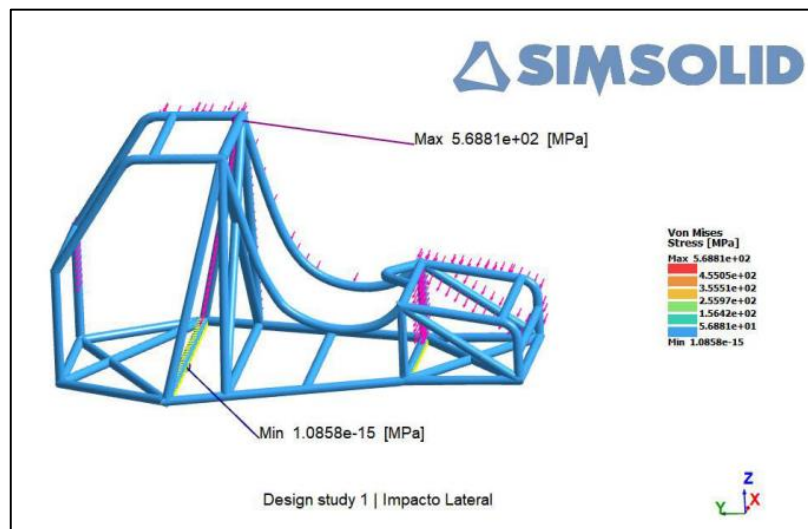 SIMSOLID
Max 5.6881e+02 [MPa]
Von Mises
Stress [MPa]
Max 5.6881e+02
4.5505e+02
3.5551e+02
2.5597e+02
1.5642e+02
5.6881e+01
Min 1.0858e-15
Min 1.0858e-15 [MPa]
Design study 1 | Impacto Lateral
Z
Y
X